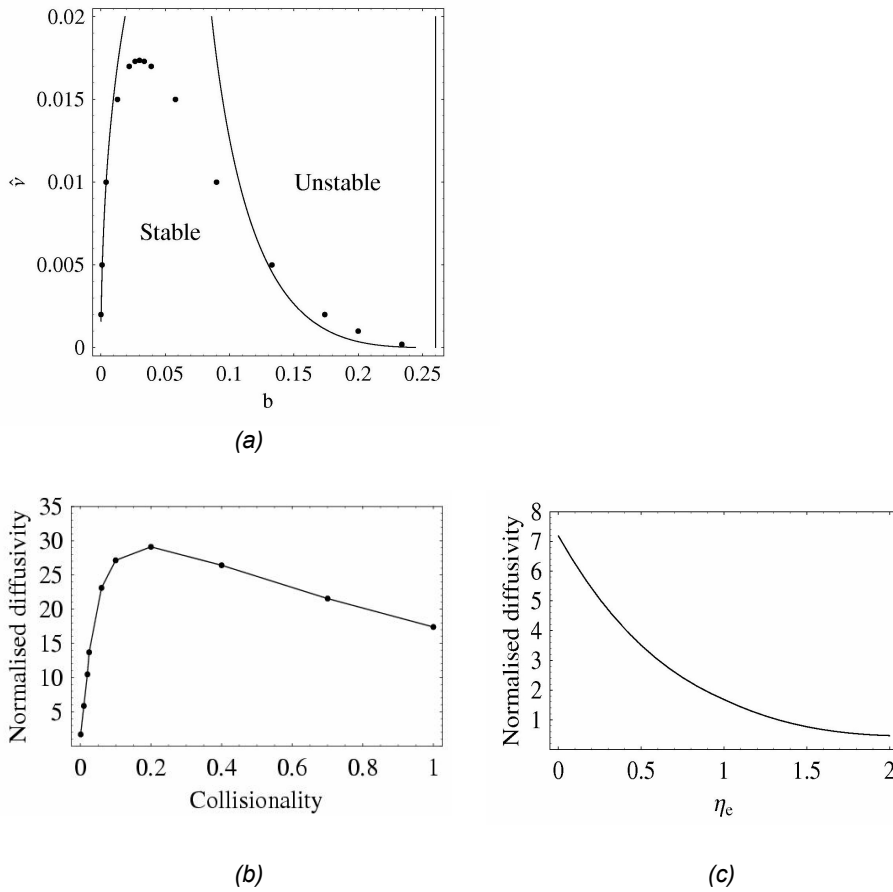 0.02
0.015
ν̂
0.01
Unstable
Stable
0.005
0
0 0.05 0.1 0.15 0.2 0.25
b
(a)
Normalised diffusivity
35
30
25
20
15
10
5
0 0.2 0.4 0.6 0.8 1
Collisionality
(b)
Normalised diffusivity
8
7
6
5
4
3
2
1
0 0.5 1 1.5 2
ηe
(c)